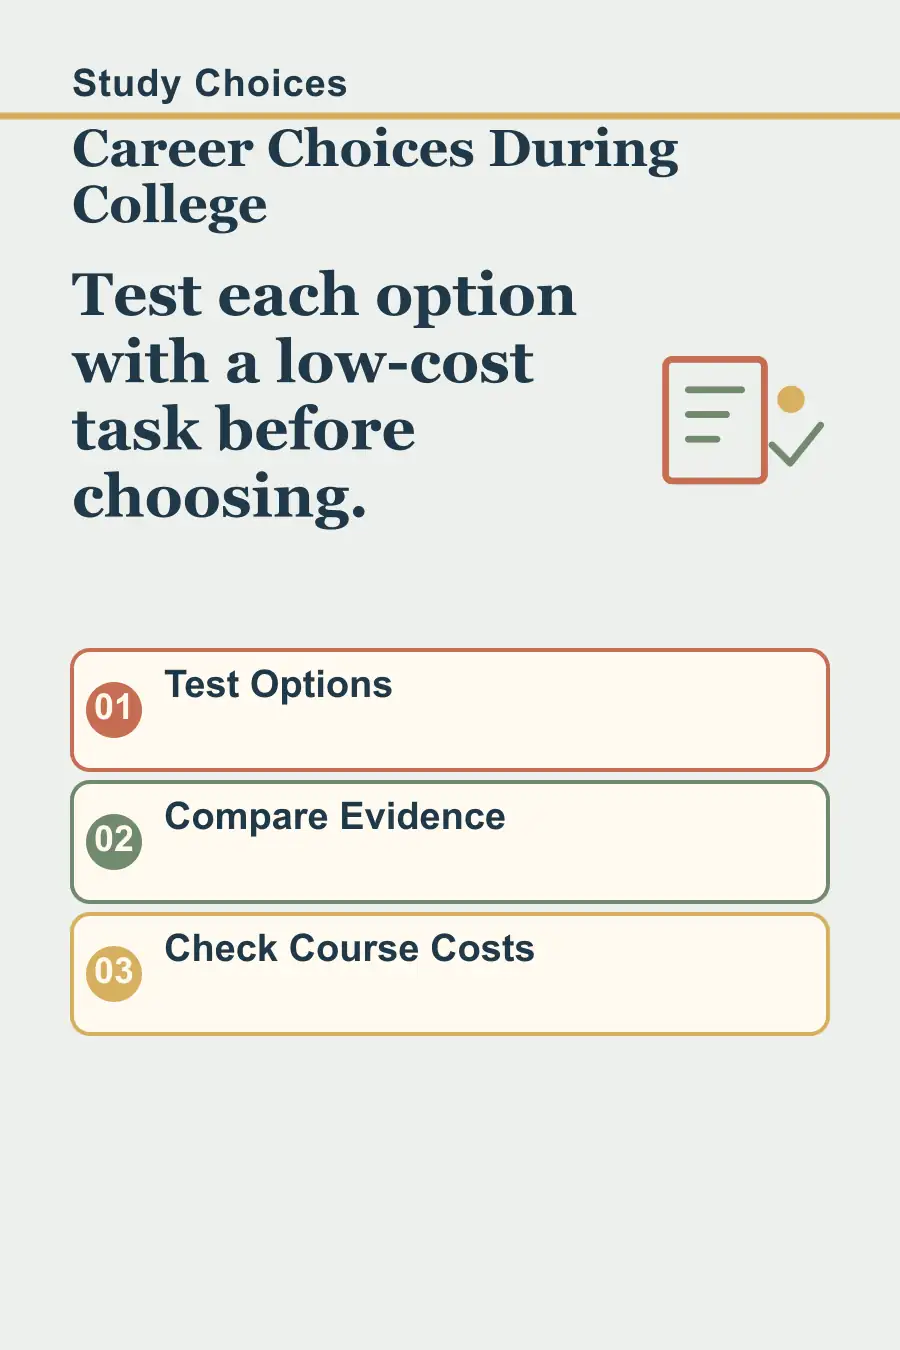 Study Choices
Career Choices During
College
Test each option
with a low-cost
task before
choosing.
01
Test Options
02
Compare Evidence
03
Check Course Costs